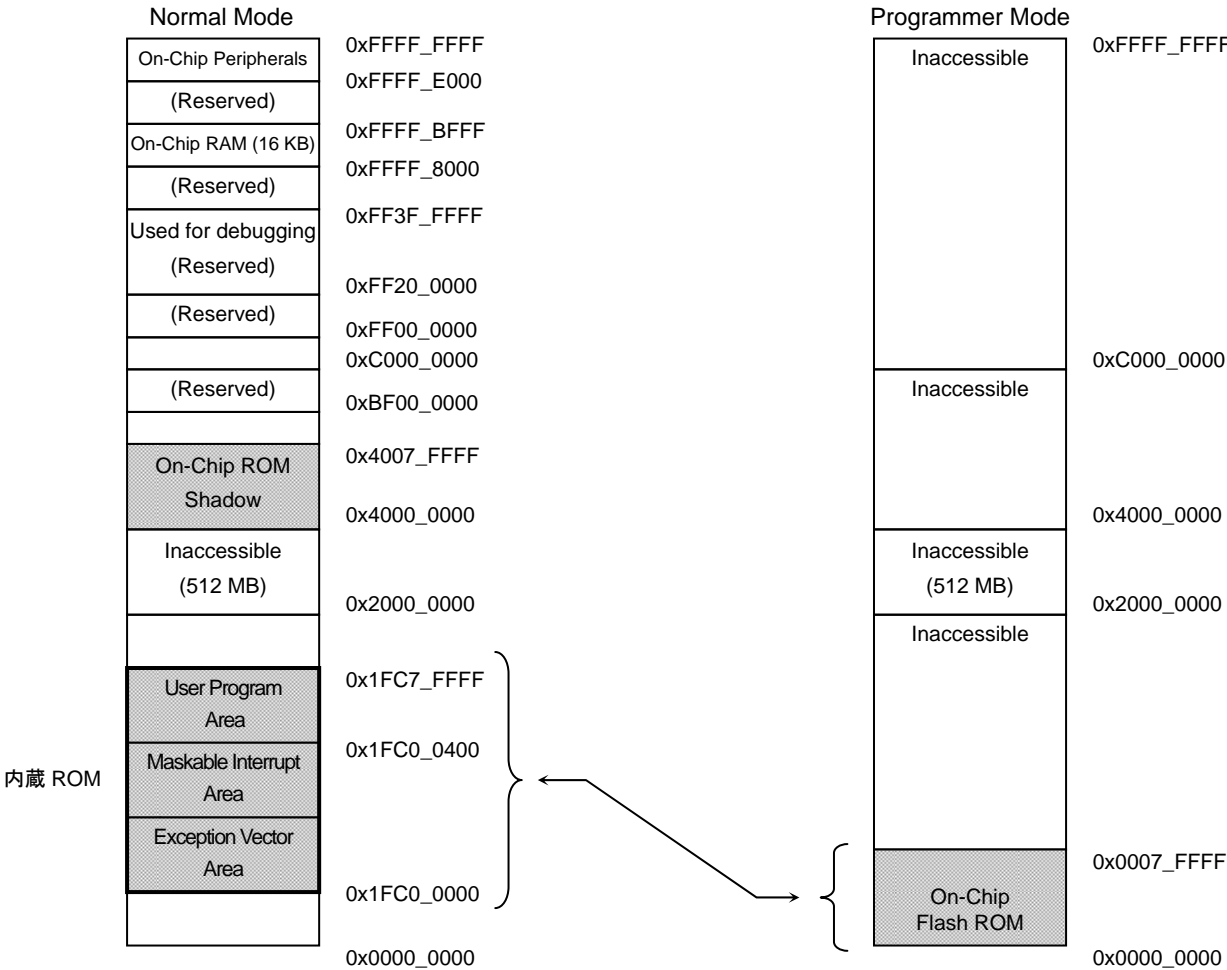 Normal Mode
On-Chip Peripherals
(Reserved)
On-Chip RAM (16 KB)
(Reserved)
Used for debugging
(Reserved)
(Reserved)
(Reserved)
On-Chip ROM
Shadow
Inaccessible
(512 MB)
User Program
Area
Maskable Interrupt
Area
Exception Vector
Area
内蔵 ROM
0xFFFF_FFFF
0xFFFF_E000
0xFFFF_BFFF
0xFFFF_8000
0xFF3F_FFFF
0xFF20_0000
0xFF00_0000
0xC000_0000
0xBF00_0000
0x4007_FFFF
0x4000_0000
0x2000_0000
0x1FC7_FFFF
0x1FC0_0400
0x1FC0_0000
0x0000_0000
Programmer Mode
Inaccessible
Inaccessible
Inaccessible
(512 MB)
Inaccessible
On-Chip
Flash ROM
0xFFFF_FFFF
0xC000_0000
0x4000_0000
0x2000_0000
0x0007_FFFF
0x0000_0000